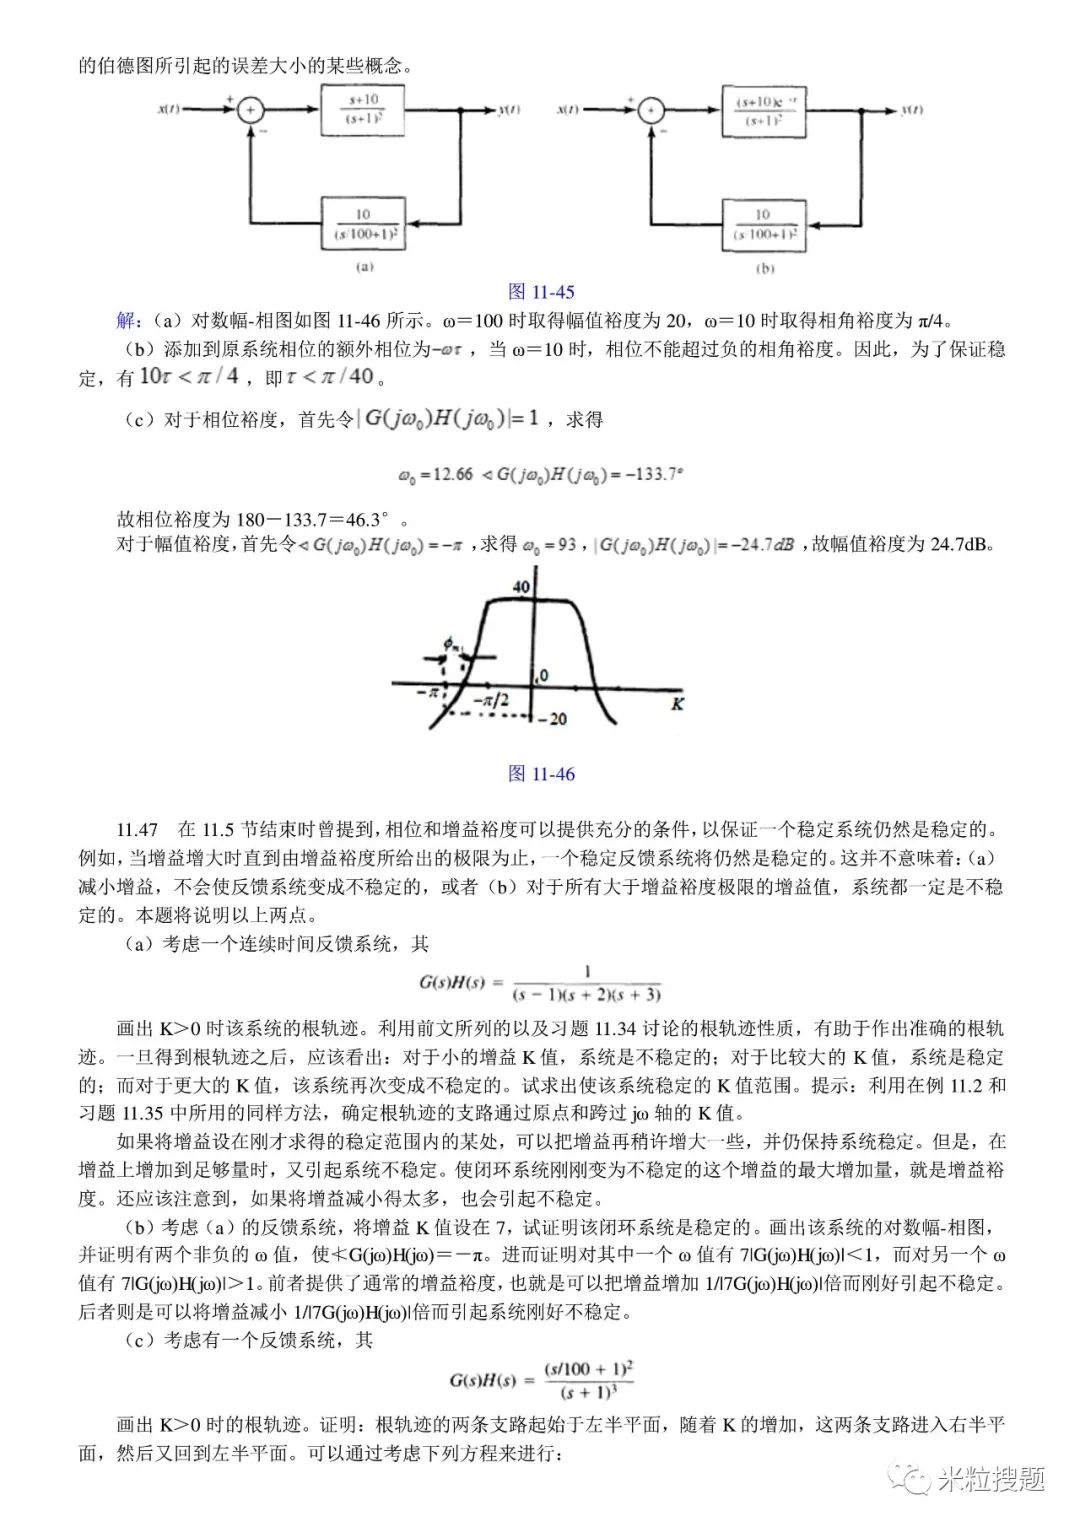 的伯德图所引起的误差大小的某些概念。
x(t) + + s+10 y(t) x(t) + + (s+10)e y(t)
(s+1)² (s+1)²
− −
10 10
(s/100+1)² (s/100+1)²
(a) (b)
图 11-45
解:（a）对数幅-相图如图 11-46 所示。ω＝100 时取得幅值裕度为 20，ω＝10 时取得相角裕度为 π/4。
（b）添加到原系统相位的额外相位为−ωτ，当 ω＝10 时，相位不能超过负的相角裕度。因此，为了保证稳
定，有 10τ < π / 4，即 τ < π / 40。
（c）对于相位裕度，首先令| G(jω₀)H(jω₀)|= 1，求得
ω₀ =12.66 ∢ G(jω₀)H(jω₀) = −133.7°
故相位裕度为 180－133.7＝46.3°。
对于幅值裕度,首先令∢ G(jω₀)H(jω₀) = −π ,求得 ω₀ = 93 , |G(jω₀)H(jω₀)|= −24.7dB ,故幅值裕度为 24.7dB。
40
ϕm
0
−π −π/2 K
−20
图 11-46
11.47 在 11.5 节结束时曾提到,相位和增益裕度可以提供充分的条件,以保证一个稳定系统仍然是稳定的。
例如,当增益增大时直到由增益裕度所给出的极限为止,一个稳定反馈系统将仍然是稳定的。这并不意味着:（a）
减小增益，不会使反馈系统变成不稳定的，或者（b）对于所有大于增益裕度极限的增益值，系统都一定是不稳
定的。本题将说明以上两点。
（a）考虑一个连续时间反馈系统，其
G(s)H(s) = 1
(s − 1)(s + 2)(s + 3)
画出 K＞0 时该系统的根轨迹。利用前文所列的以及习题 11.34 讨论的根轨迹性质，有助于作出准确的根轨
迹。一旦得到根轨迹之后，应该看出：对于小的增益 K 值，系统是不稳定的；对于比较大的 K 值，系统是稳定
的；而对于更大的 K 值，该系统再次变成不稳定的。试求出使该系统稳定的 K 值范围。提示：利用在例 11.2 和
习题 11.35 中所用的同样方法，确定根轨迹的支路通过原点和跨过 jω 轴的 K 值。
如果将增益设在刚才求得的稳定范围内的某处，可以把增益再稍许增大一些，并仍保持系统稳定。但是，在
增益上增加到足够量时，又引起系统不稳定。使闭环系统刚刚变为不稳定的这个增益的最大增加量，就是增益裕
度。还应该注意到，如果将增益减小得太多，也会引起不稳定。
（b）考虑（a）的反馈系统，将增益 K 值设在 7，试证明该闭环系统是稳定的。画出该系统的对数幅-相图，
并证明有两个非负的 ω 值，使∢G(jω)H(jω)＝－π。进而证明对其中一个 ω 值有 7|G(jω)H(jω)|＜1，而对另一个 ω
值有 7|G(jω)H(jω)|＞1。前者提供了通常的增益裕度,也就是可以把增益增加 1/|7G(jω)H(jω)|倍而刚好引起不稳定。
后者则是可以将增益减小 1/|7G(jω)H(jω)|倍而引起系统刚好不稳定。
（c）考虑有一个反馈系统，其
G(s)H(s) = (s/100 + 1)²
(s + 1)³
画出 K＞0 时的根轨迹。证明：根轨迹的两条支路起始于左半平面，随着 K 的增加，这两条支路进入右半平
面，然后又回到左半平面。可以通过考虑下列方程来进行：
米粒搜题